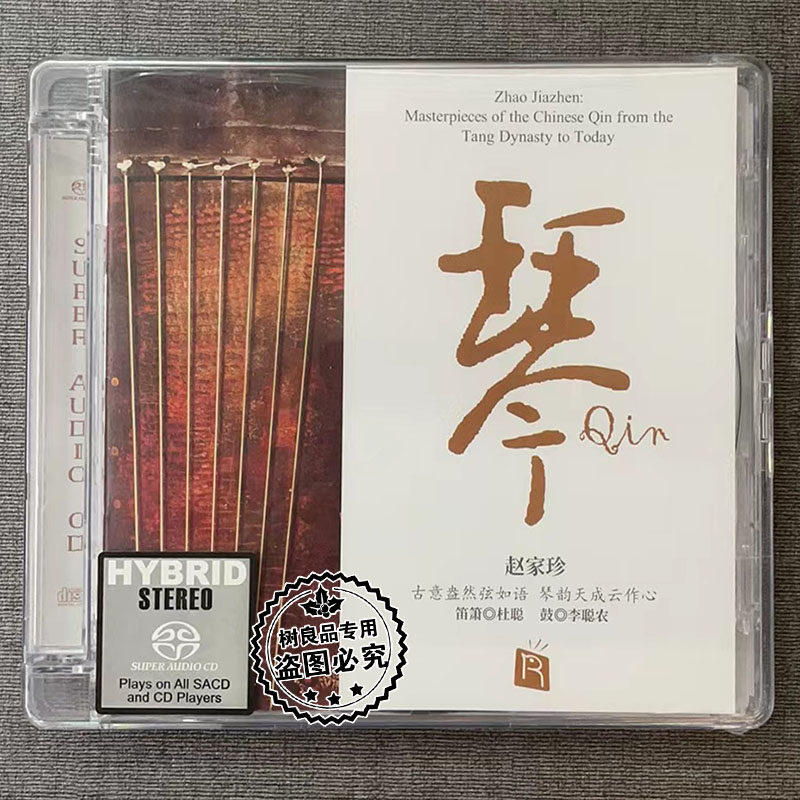 Zhao Jiazhen:
Masterpieces of the Chinese Qin from the
Tang Dynasty to Today
琴
Qin
赵家珍
古意盎然弦如语 琴韵天成云作心
笛箫◎杜聪 鼓◎李聪农
R
SUPER AUDIO CD
SUPER AUDIO CD
HYBRID
STEREO
SUPER AUDIO CD
Plays on All SACD
and CD Players
树良品专用
盗图必究